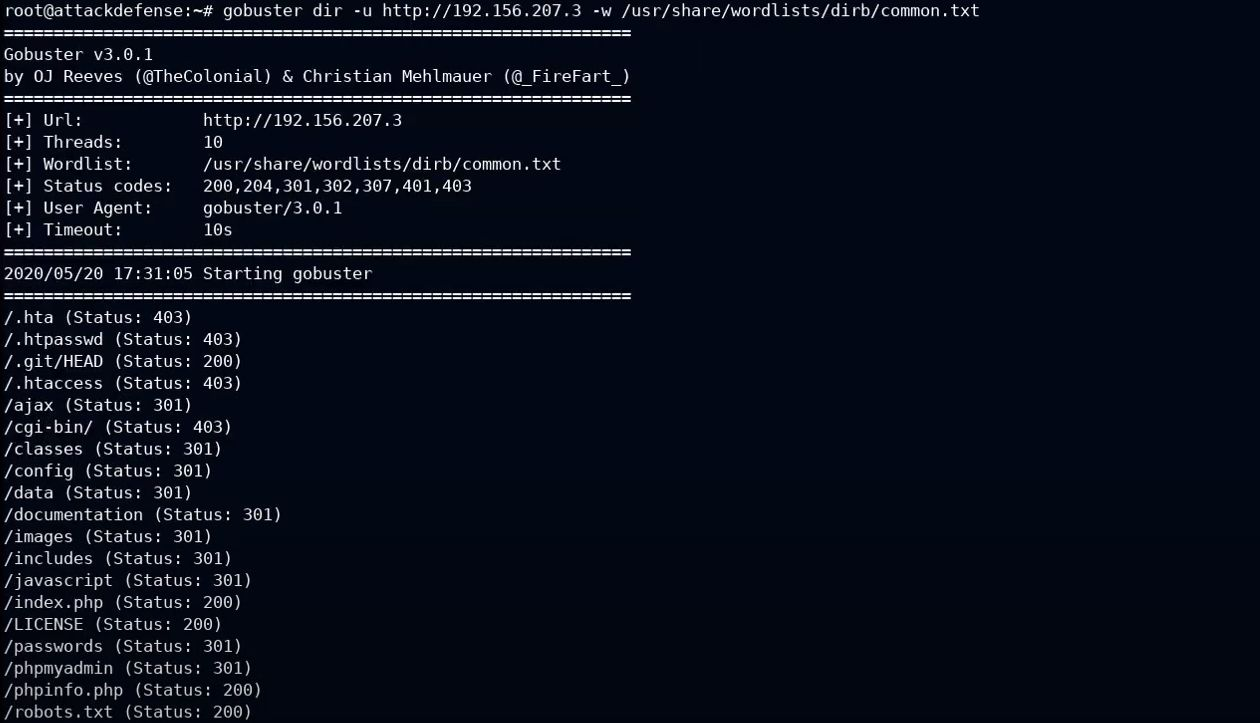 root@attackdefense:~# gobuster dir -u http://192.156.207.3 -w /usr/share/wordlists/dirb/common.txt
===============================================================
Gobuster v3.0.1
by OJ Reeves (@TheColonial) & Christian Mehlmauer (@_FireFart_)
===============================================================
[+] Url:            http://192.156.207.3
[+] Threads:        10
[+] Wordlist:       /usr/share/wordlists/dirb/common.txt
[+] Status codes:   200,204,301,302,307,401,403
[+] User Agent:     gobuster/3.0.1
[+] Timeout:        10s
===============================================================
2020/05/20 17:31:05 Starting gobuster
===============================================================
/.hta (Status: 403)
/.htpasswd (Status: 403)
/.git/HEAD (Status: 200)
/.htaccess (Status: 403)
/ajax (Status: 301)
/cgi-bin/ (Status: 403)
/classes (Status: 301)
/config (Status: 301)
/data (Status: 301)
/documentation (Status: 301)
/images (Status: 301)
/includes (Status: 301)
/javascript (Status: 301)
/index.php (Status: 200)
/LICENSE (Status: 200)
/passwords (Status: 301)
/phpmyadmin (Status: 301)
/phpinfo.php (Status: 200)
/robots.txt (Status: 200)